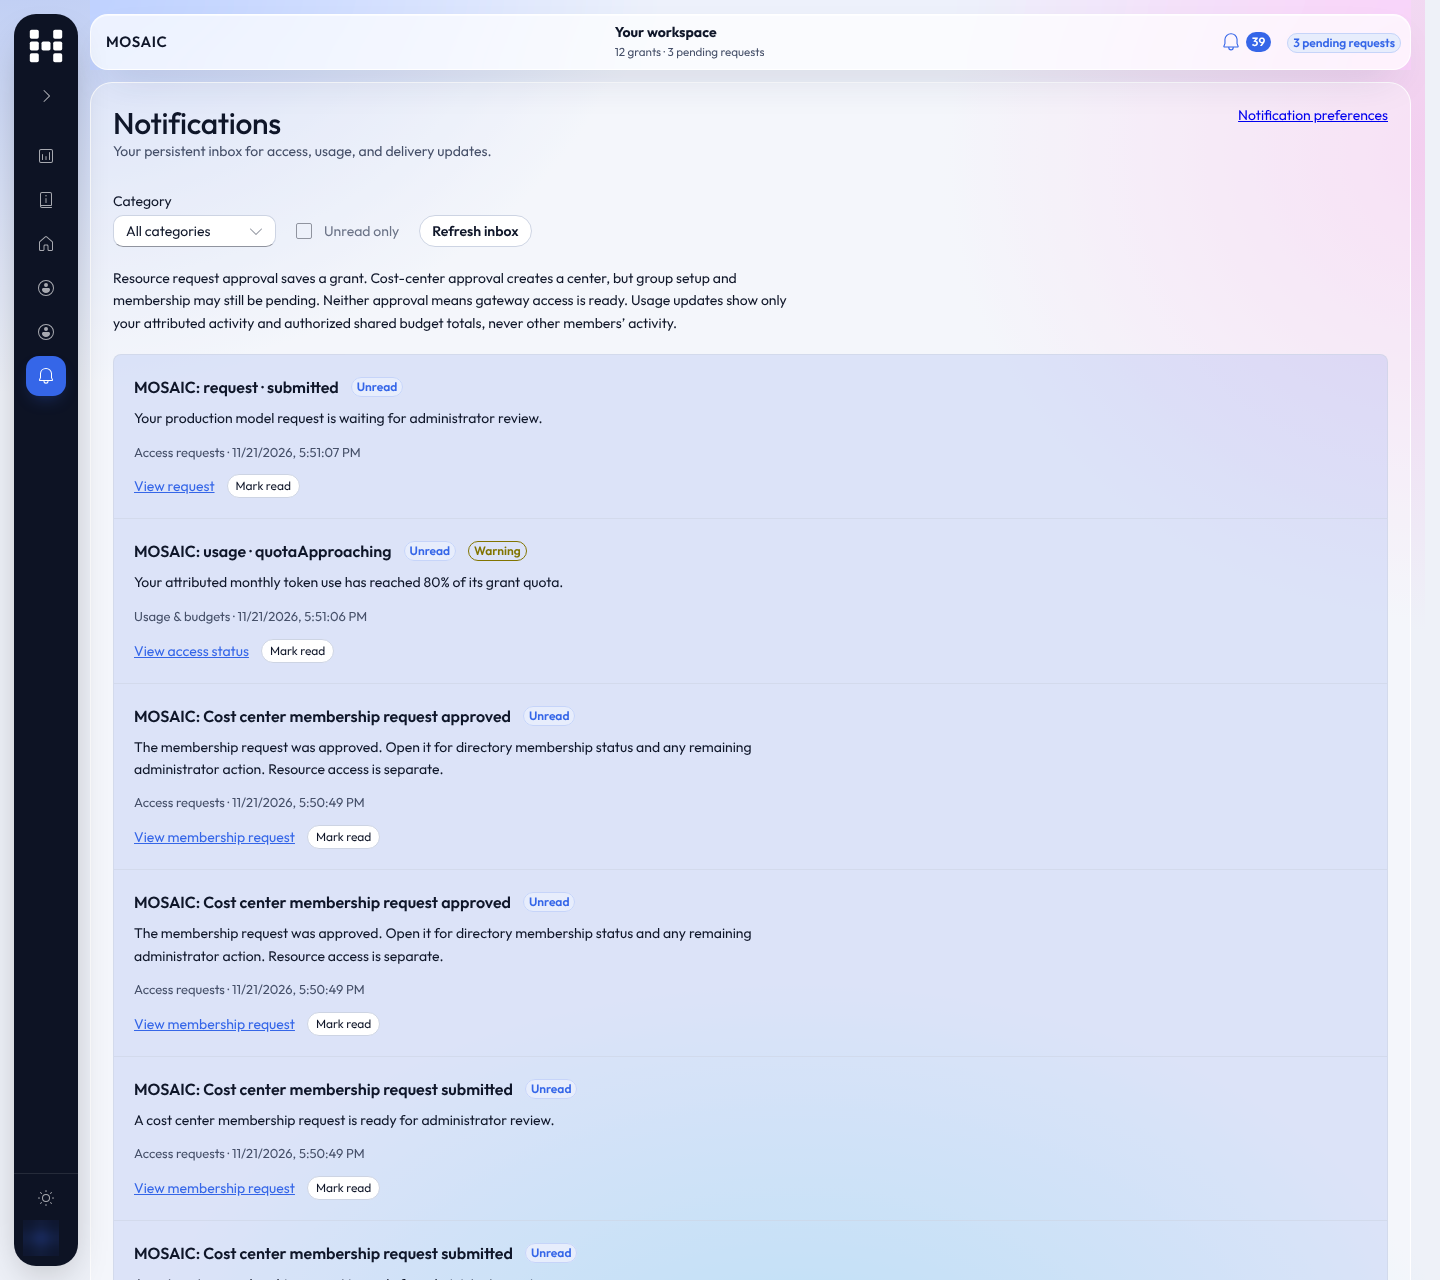 MOSAIC
Your workspace
12 grants · 3 pending requests
39
3 pending requests
Notifications
Notification preferences
Your persistent inbox for access, usage, and delivery updates.
Category
All categories
Unread only
Refresh inbox
Resource request approval saves a grant. Cost-center approval creates a center, but group setup and
membership may still be pending. Neither approval means gateway access is ready. Usage updates show only
your attributed activity and authorized shared budget totals, never other members’ activity.
MOSAIC: request · submitted Unread
Your production model request is waiting for administrator review.
Access requests · 11/21/2026, 5:51:07 PM
View request Mark read
MOSAIC: usage · quotaApproaching Unread Warning
Your attributed monthly token use has reached 80% of its grant quota.
Usage & budgets · 11/21/2026, 5:51:06 PM
View access status Mark read
MOSAIC: Cost center membership request approved Unread
The membership request was approved. Open it for directory membership status and any remaining
administrator action. Resource access is separate.
Access requests · 11/21/2026, 5:50:49 PM
View membership request Mark read
MOSAIC: Cost center membership request approved Unread
The membership request was approved. Open it for directory membership status and any remaining
administrator action. Resource access is separate.
Access requests · 11/21/2026, 5:50:49 PM
View membership request Mark read
MOSAIC: Cost center membership request submitted Unread
A cost center membership request is ready for administrator review.
Access requests · 11/21/2026, 5:50:49 PM
View membership request Mark read
MOSAIC: Cost center membership request submitted Unread